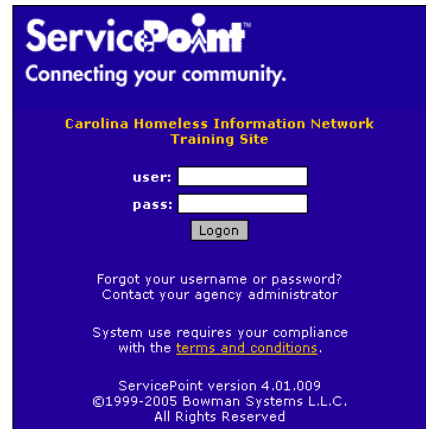 ServicePoint™
Connecting your community.
Carolina Homeless Information Network
Training Site
user:
pass:
Logon
Forgot your username or password?
Contact your agency administrator
System use requires your compliance
with the terms and conditions.
ServicePoint version 4.01.009
©1999-2005 Bowman Systems L.L.C.
All Rights Reserved